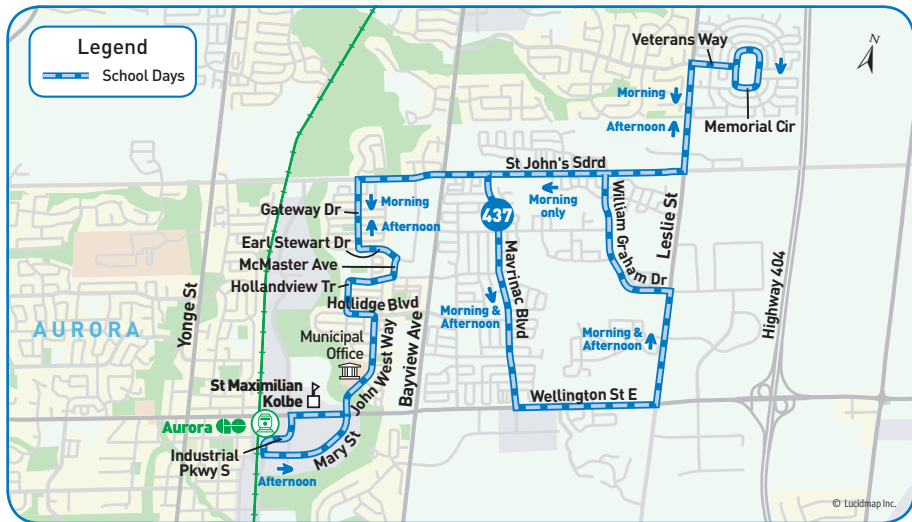 Legend
School Days
N
Veterans Way
Morning
Afternoon
Memorial Cir
St John's Sdrd
Morning
only
Gateway Dr
Morning
Afternoon
437
William Graham Dr
Leslie St
Earl Stewart Dr
McMaster Ave
Hollandview Tr
Hollidge Blvd
Mavrinac Blvd
Highway 404
Yonge St
AURORA
Morning &
Afternoon
Municipal
Office
John West Way
Bayview Ave
Morning &
Afternoon
St Maximilian
Kolbe
Wellington St E
Aurora GO
Industrial
Pkwy S
Mary St
Afternoon
© Lucidmap Inc.